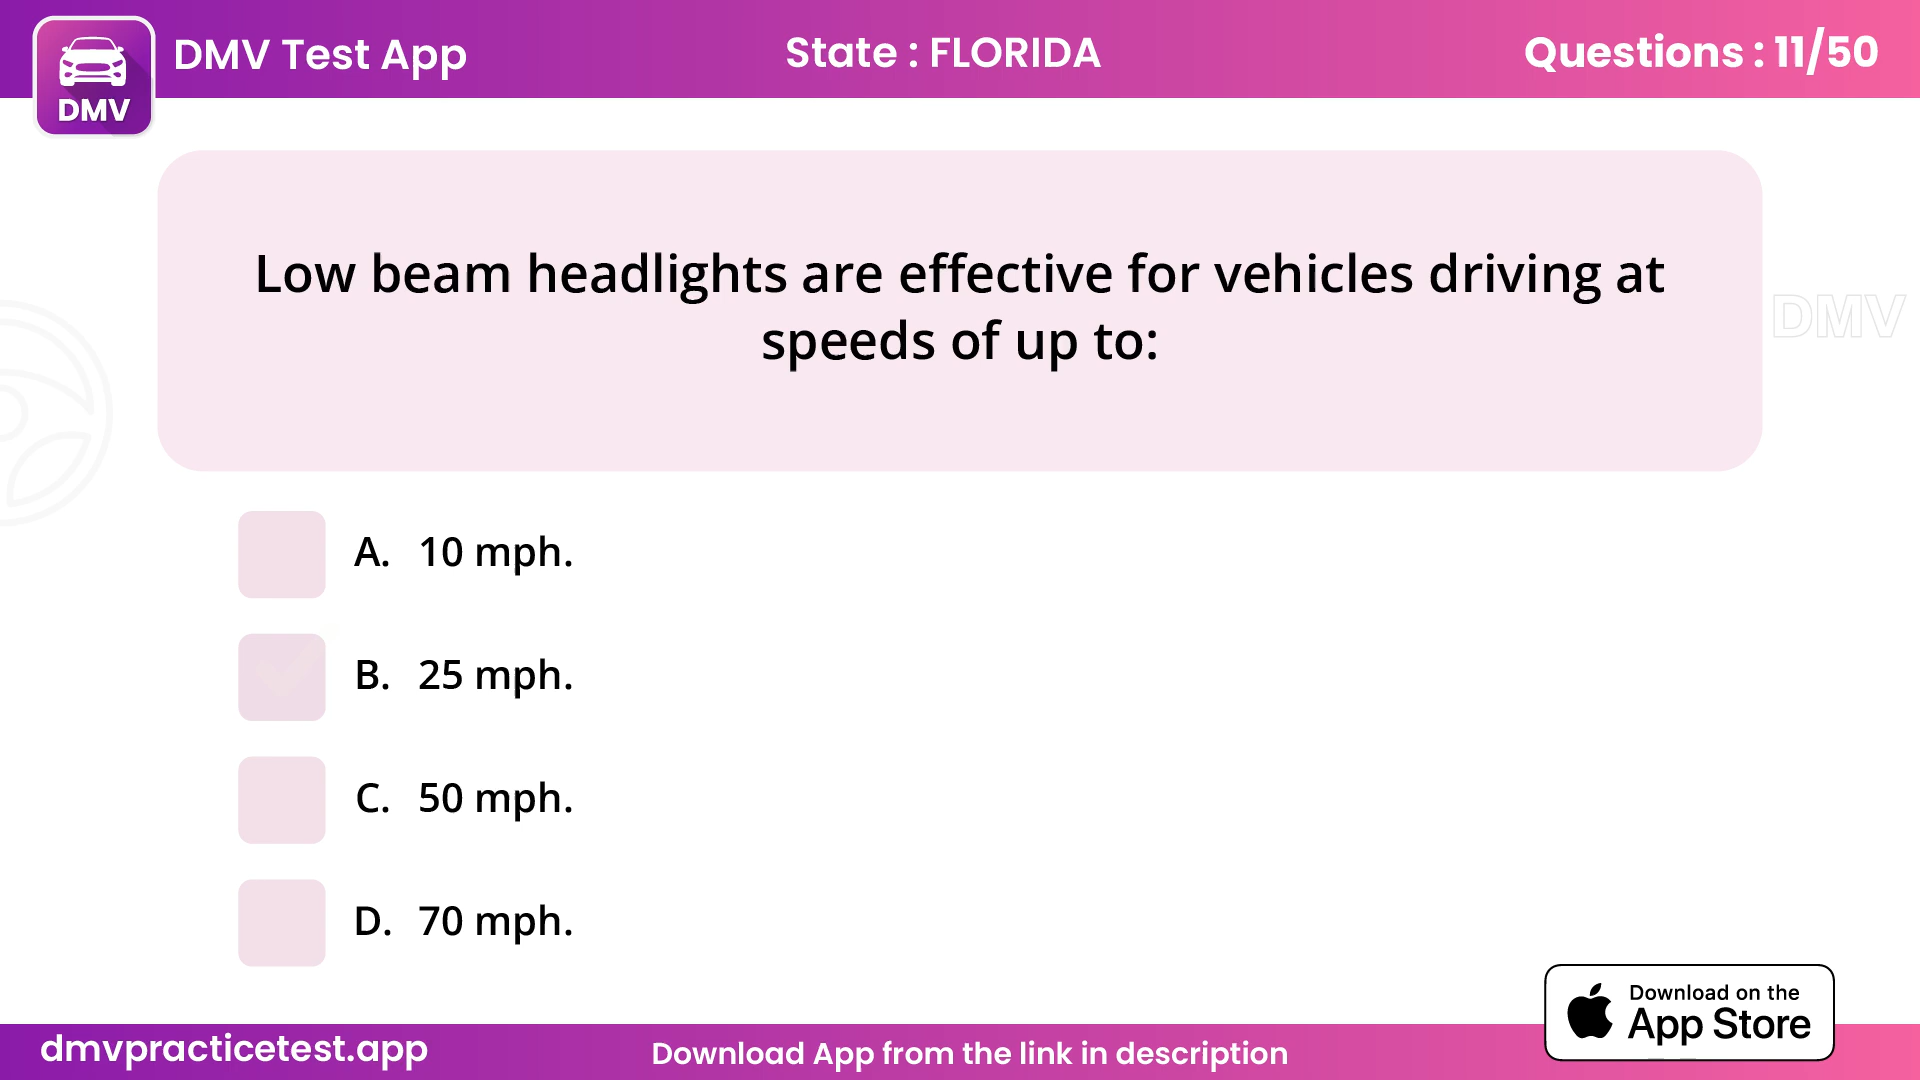 DMV
DMV Test App
State : FLORIDA
Questions : 11/50
Low beam headlights are effective for vehicles driving at
speeds of up to:
DMV
A. 10 mph.
B. 25 mph.
C. 50 mph.
D. 70 mph.
Download on the
App Store
dmvpracticetest.app
Download App from the link in description